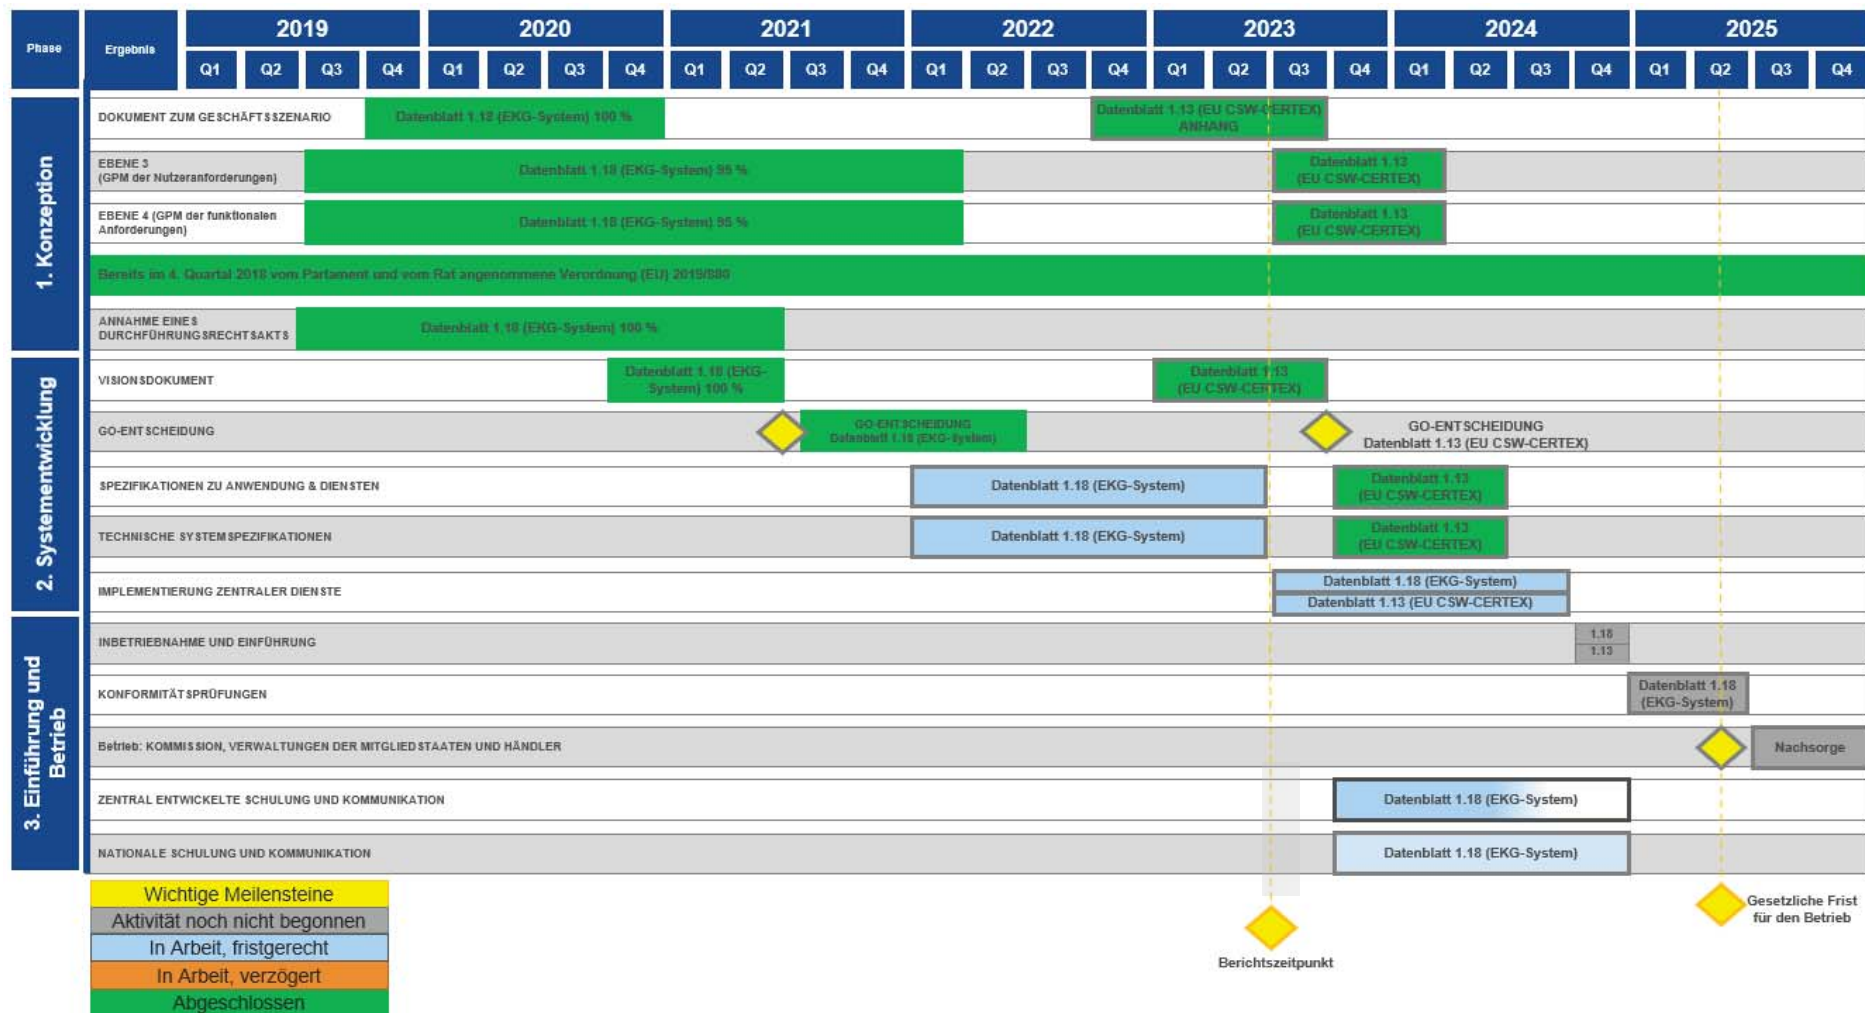 Phase
Ergebnis
2019
2020
2021
2022
2023
2024
2025
Q1 Q2 Q3 Q4 Q1 Q2 Q3 Q4 Q1 Q2 Q3 Q4 Q1 Q2 Q3 Q4 Q1 Q2 Q3 Q4 Q1 Q2 Q3 Q4 Q1 Q2 Q3 Q4
1. Konzeption
DOKUMENT ZUM GESCHÄFTSSZENARIO
Datenblatt 1.18 (EKG-System) 100 %
Datenblatt 1.13 (EU CSW-CERTEX)
ANHANG
EBENE 3
(GPM der Nutzeranforderungen)
Datenblatt 1.18 (EKG-System) 95 %
Datenblatt 1.13
(EU CSW-CERTEX)
EBENE 4 (GPM der funktionalen
Anforderungen)
Datenblatt 1.18 (EKG-System) 95 %
Datenblatt 1.13
(EU CSW-CERTEX)
Bereits im 4. Quartal 2018 vom Parlament und vom Rat angenommene Verordnung (EU) 2019/880
ANNAHME EINES
DURCHFÜHRUNGSRECHTSAKTS
Datenblatt 1.18 (EKG-System) 100 %
2. Systementwicklung
VISIONSDOKUMENT
Datenblatt 1.18 (EKG-
System) 100 %
Datenblatt 1.13
(EU CSW-CERTEX)
GO-ENTSCHEIDUNG
GO-ENTSCHEIDUNG
Datenblatt 1.18 (EKG-System)
GO-ENTSCHEIDUNG
Datenblatt 1.13 (EU CSW-CERTEX)
SPEZIFIKATIONEN ZU ANWENDUNG & DIENSTEN
Datenblatt 1.18 (EKG-System)
Datenblatt 1.13
(EU CSW-CERTEX)
TECHNISCHE SYSTEMSPEZIFIKATIONEN
Datenblatt 1.18 (EKG-System)
Datenblatt 1.13
(EU CSW-CERTEX)
IMPLEMENTIERUNG ZENTRALER DIENSTE
Datenblatt 1.18 (EKG-System)
Datenblatt 1.13 (EU CSW-CERTEX)
3. Einführung und
Betrieb
INBETRIEBNAHME UND EINFÜHRUNG
1.18
1.13
KONFORMITÄTSPRÜFUNGEN
Datenblatt 1.18
(EKG-System)
Betrieb: KOMMISSION, VERWALTUNGEN DER MITGLIEDSTAATEN UND HÄNDLER
Nachsorge
ZENTRAL ENTWICKELTE SCHULUNG UND KOMMUNIKATION
Datenblatt 1.18 (EKG-System)
NATIONALE SCHULUNG UND KOMMUNIKATION
Datenblatt 1.18 (EKG-System)
Wichtige Meilensteine
Aktivität noch nicht begonnen
In Arbeit, fristgerecht
In Arbeit, verzögert
Abgeschlossen
Berichtszeitpunkt
Gesetzliche Frist
für den Betrieb